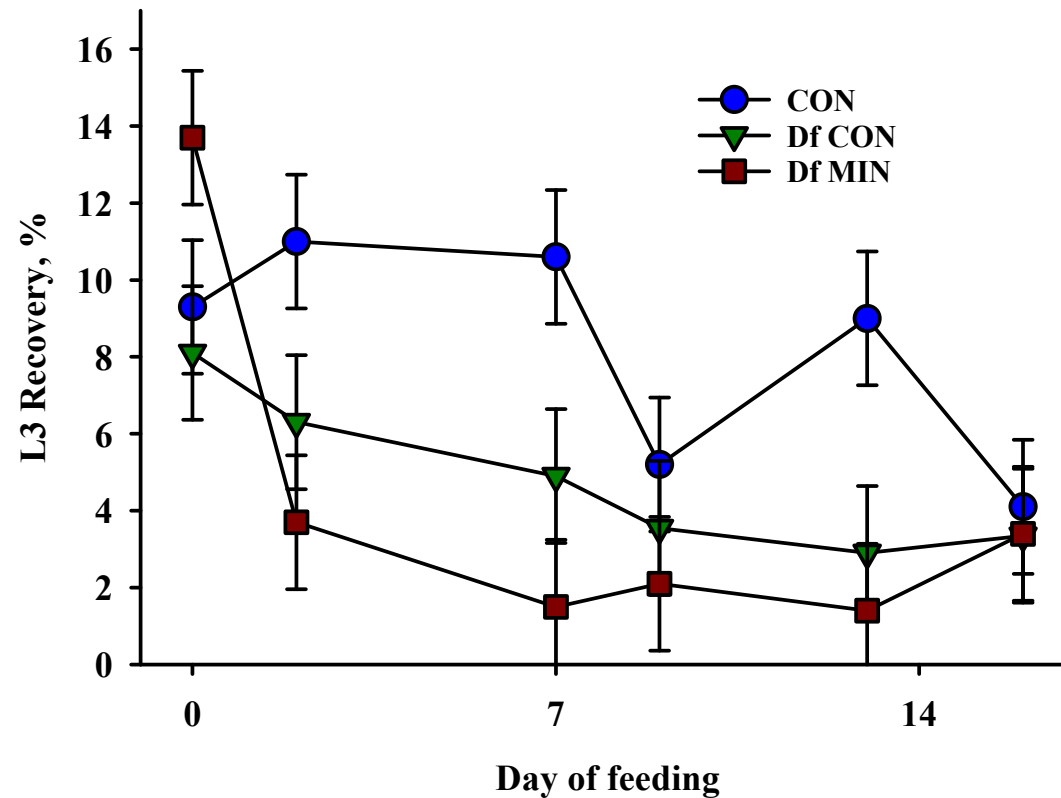 16
14
12
10
8
6
4
2
0
L3 Recovery, %
CON
Df CON
Df MIN
0 7 14
Day of feeding